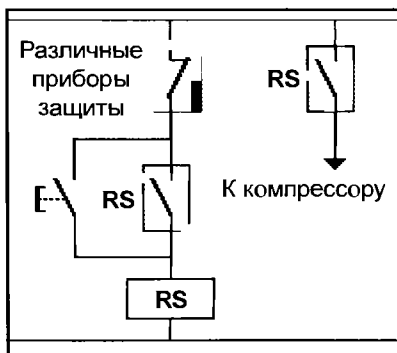 Различные
приборы
защиты
RS
RS
К компрессору
RS